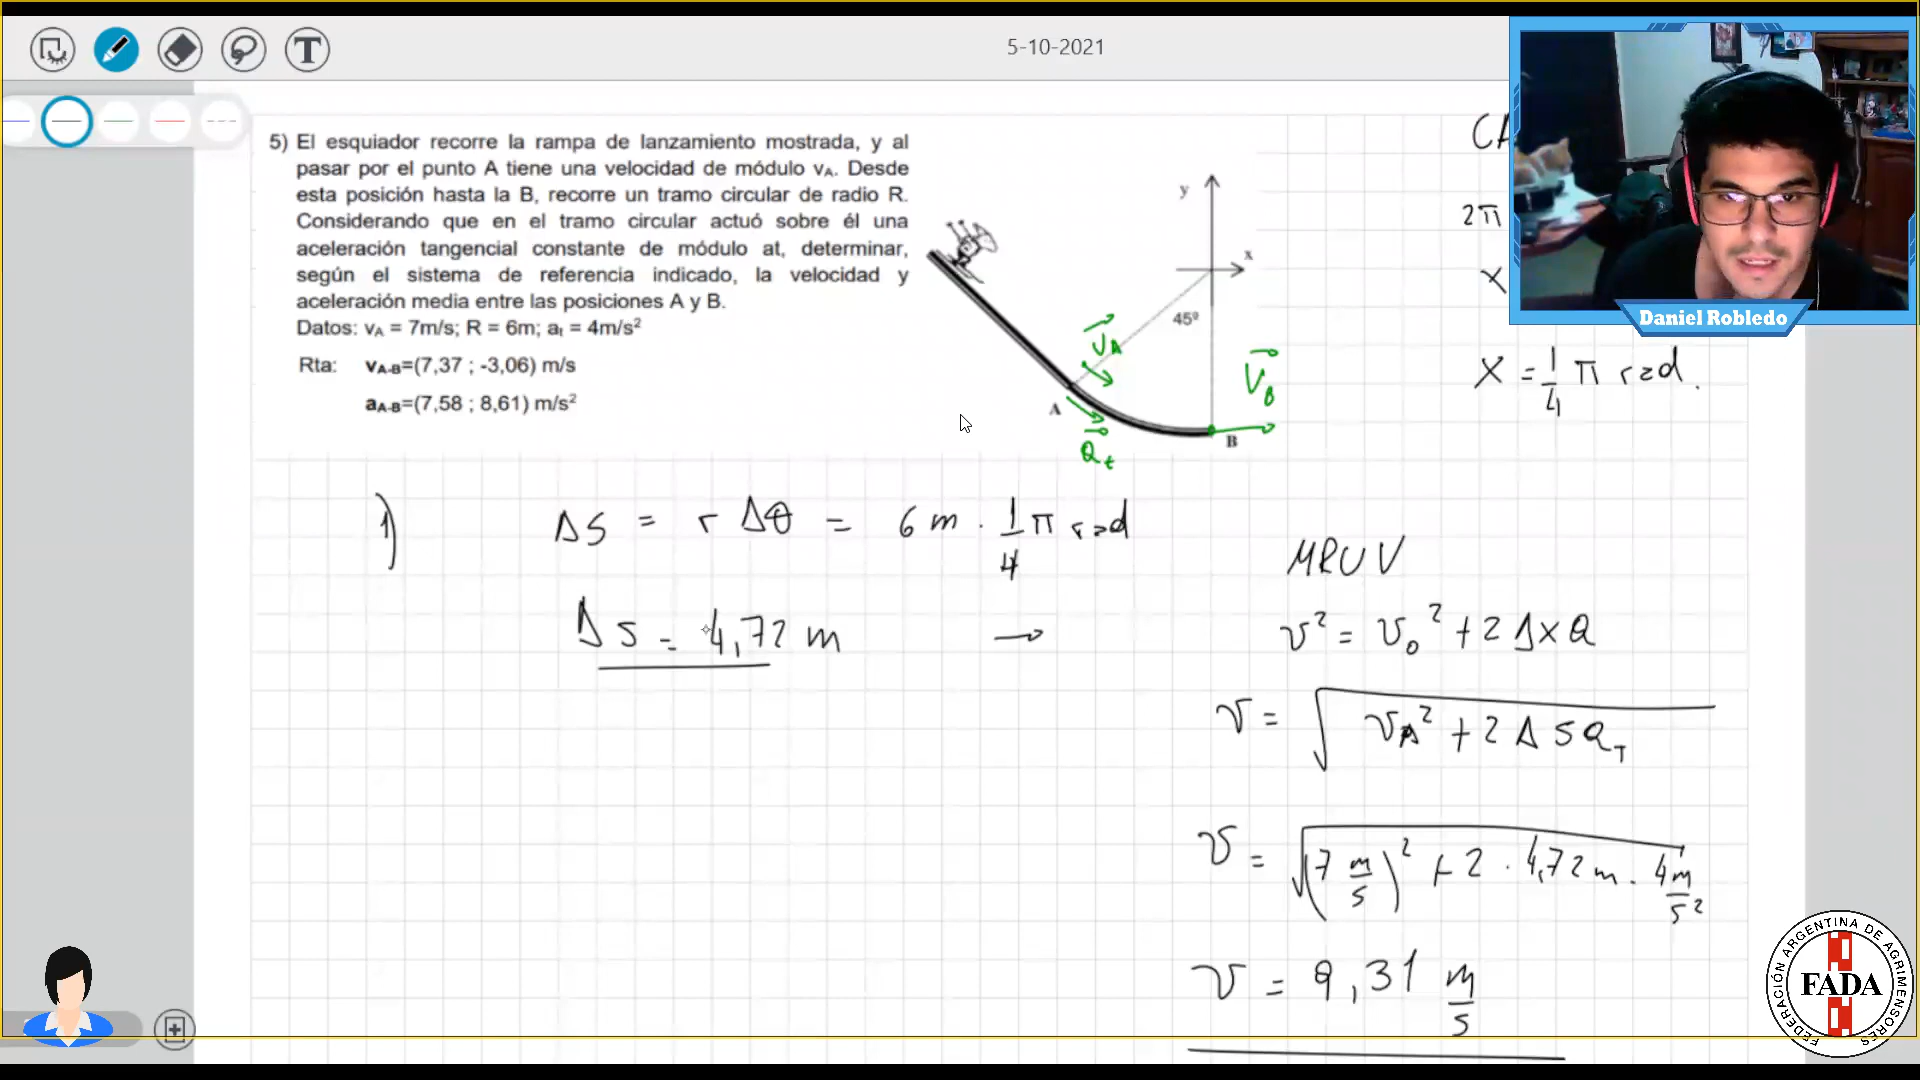 5-10-2021
5) El esquiador recorre la rampa de lanzamiento mostrada, y al
pasar por el punto A tiene una velocidad de módulo vA. Desde
esta posición hasta la B, recorre un tramo circular de radio R.
Considerando que en el tramo circular actuó sobre él una
aceleración tangencial constante de módulo at, determinar,
según el sistema de referencia indicado, la velocidad y
aceleración media entre las posiciones A y B.
Datos: vA = 7m/s; R = 6m; at = 4m/s²
Rta: vA-B=(7,37 ; -3,06) m/s
aA-B=(7,58 ; 8,61) m/s²
y
x
45º
VA
VB
A
B
at
CA
2π
X
X = 1/4 π rad.
Daniel Robledo
1) ΔS = r Δθ = 6 m · 1/4 π rad
ΔS = 4,72 m →
MRUV
v² = v₀² + 2 Δx a
v = √(vA² + 2 ΔS aT)
v = √((7 m/s)² + 2 · 4,72 m · 4 m/s²)
v = 9,31 m/s
FEDERACIÓN ARGENTINA DE AGRIMENSORES
FADA